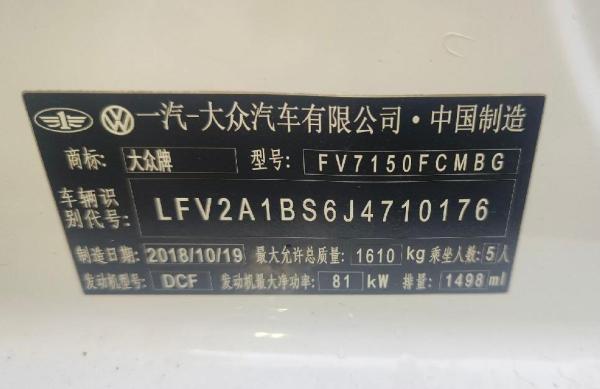 一汽-大众汽车有限公司·中国制造
商标: 大众牌 型号: FV7150FCMBG
车辆识别代号: LFV2A1BS6J4710176
制造日期: 2018/10/19 最大允许总质量: 1610 kg 乘坐人数: 5人
发动机型号: DCF 发动机最大净功率: 81 kW 排量: 1498 ml